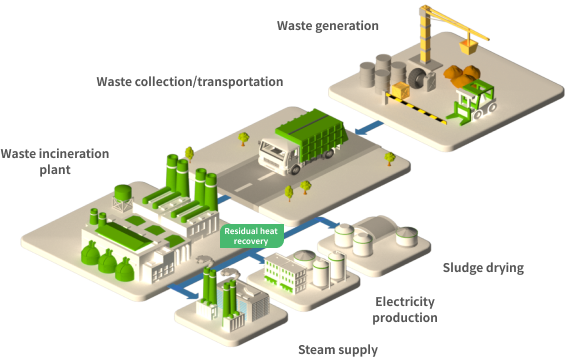 Waste generation
Waste collection/transportation
Waste incineration
plant
Residual heat
recovery
Sludge drying
Electricity
production
Steam supply